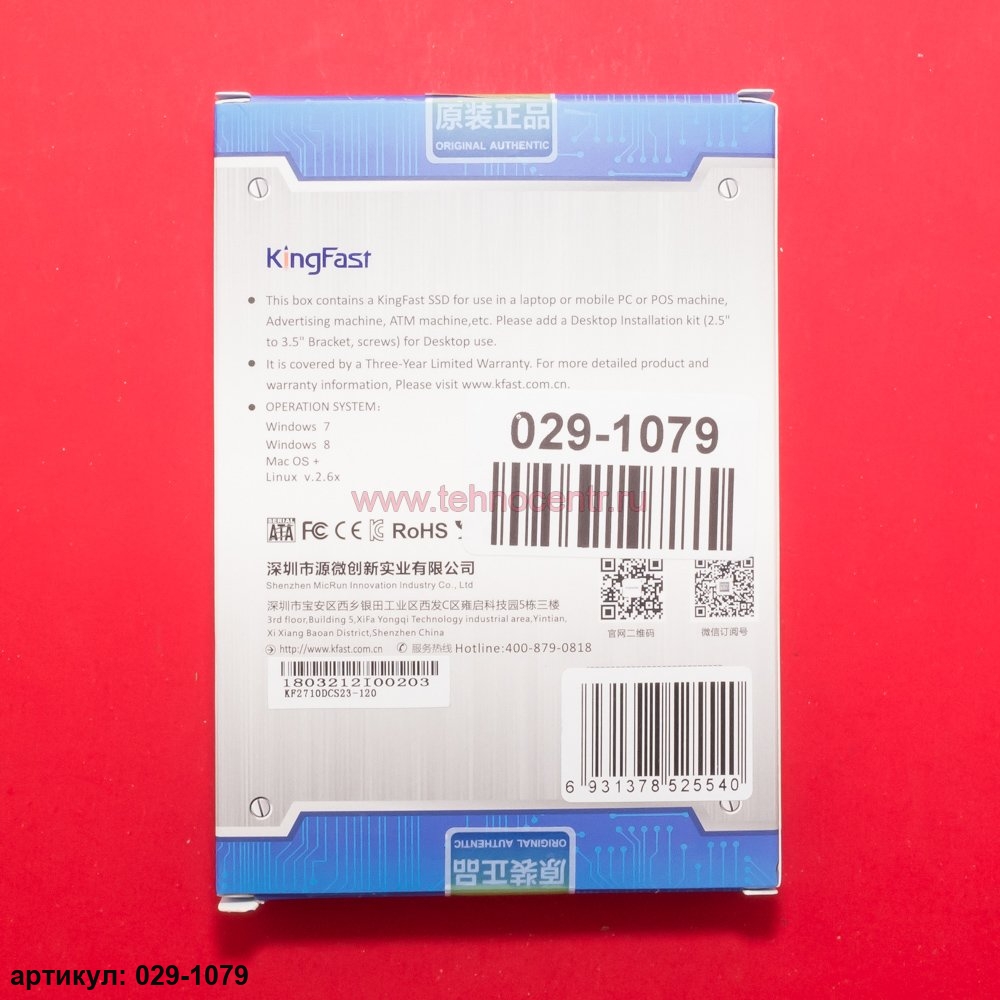 原装正品
ORIGINAL AUTHENTIC
KingFast
This box contains a KingFast SSD for use in a laptop or mobile PC or POS machine,
Advertising machine, ATM machine,etc. Please add a Desktop Installation kit (2.5"
to 3.5" Bracket, screws) for Desktop use.
It is covered by a Three-Year Limited Warranty. For more detailed product and
warranty information, Please visit www.kfast.com.cn.
OPERATION SYSTEM:
Windows 7
Windows 8
Mac OS +
Linux v.2.6x
029-1079
www.tehnocentr.ru
SERIAL
ATA FC CE RoHS
深圳市源微创新实业有限公司
Shenzhen MicRun Innovation Industry Co., Ltd
深圳市宝安区西乡银田工业区西发C区雍启科技园5栋三楼
3rd floor,Building 5,XiFa Yongqi Technology industrial area,Yintian,
Xi Xiang Baoan District,Shenzhen China
http://www.kfast.com.cn 服务热线 Hotline:400-879-0818
官网二维码
微信订阅号
1803212I00203
KF2710DCS23-120
6 931378 525540
ORIGINAL AUTHENTIC
原装正品
артикул: 029-1079